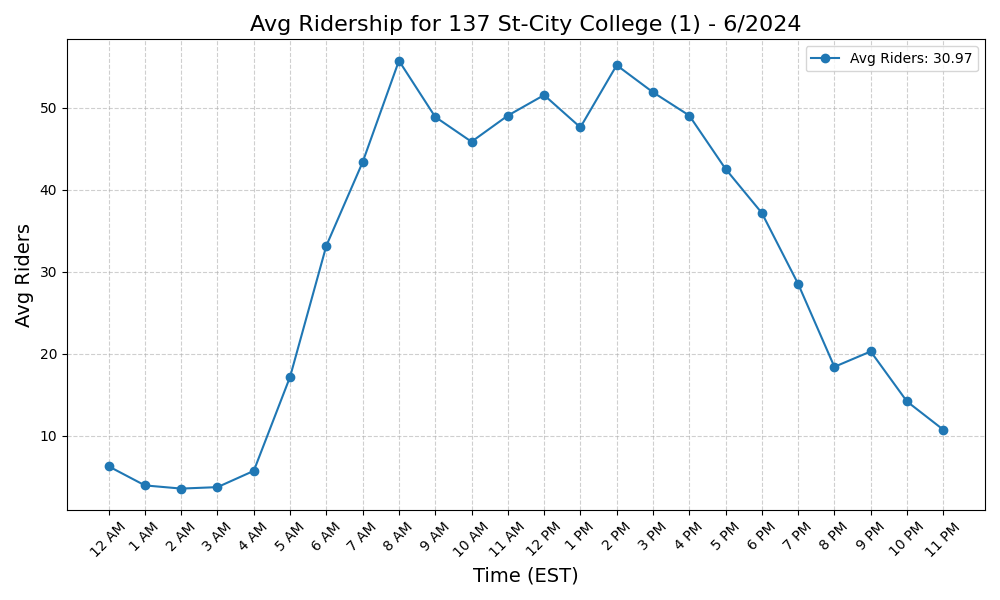 Avg Ridership for 137 St-City College (1) - 6/2024
Avg Riders: 30.97
Avg Riders
50
40
30
20
10
12 AM
1 AM
2 AM
3 AM
4 AM
5 AM
6 AM
7 AM
8 AM
9 AM
10 AM
11 AM
12 PM
1 PM
2 PM
3 PM
4 PM
5 PM
6 PM
7 PM
8 PM
9 PM
10 PM
11 PM
Time (EST)